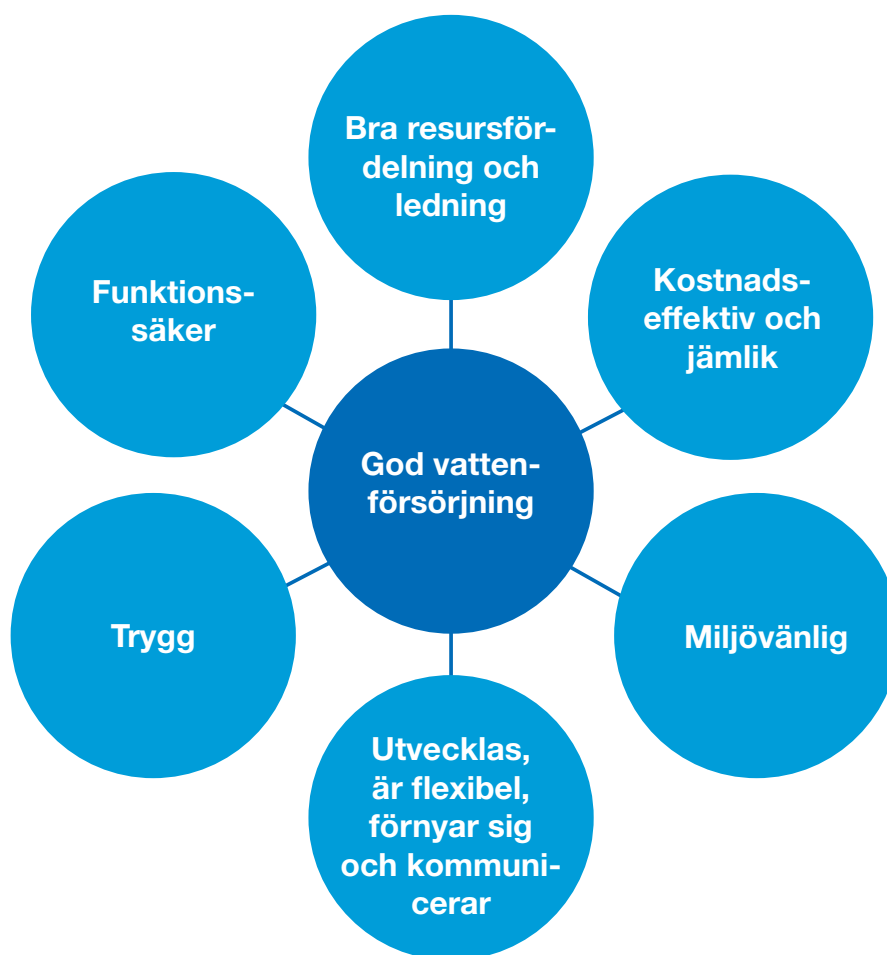 Bra resursför-
delning och
ledning
Funktions-
säker
Kostnads-
effektiv och
jämlik
God vatten-
försörjning
Trygg
Miljövänlig
Utvecklas,
är flexibel,
förnyar sig
och kommuni-
cerar